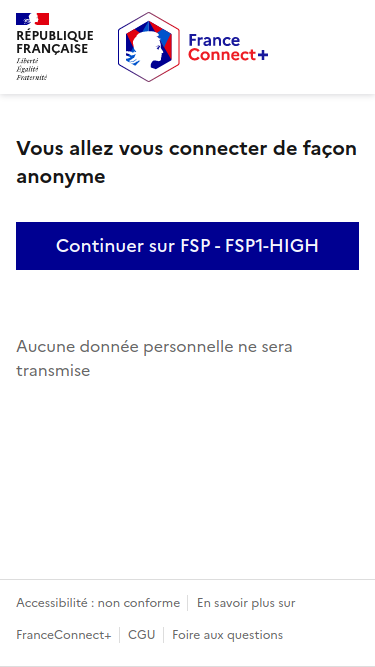 RÉPUBLIQUE
FRANÇAISE
Liberté
Égalité
Fraternité
France
Connect+
Vous allez vous connecter de façon
anonyme
Continuer sur FSP - FSP1-HIGH
Aucune donnée personnelle ne sera
transmise
Accessibilité : non conforme
En savoir plus sur
FranceConnect+
CGU
Foire aux questions